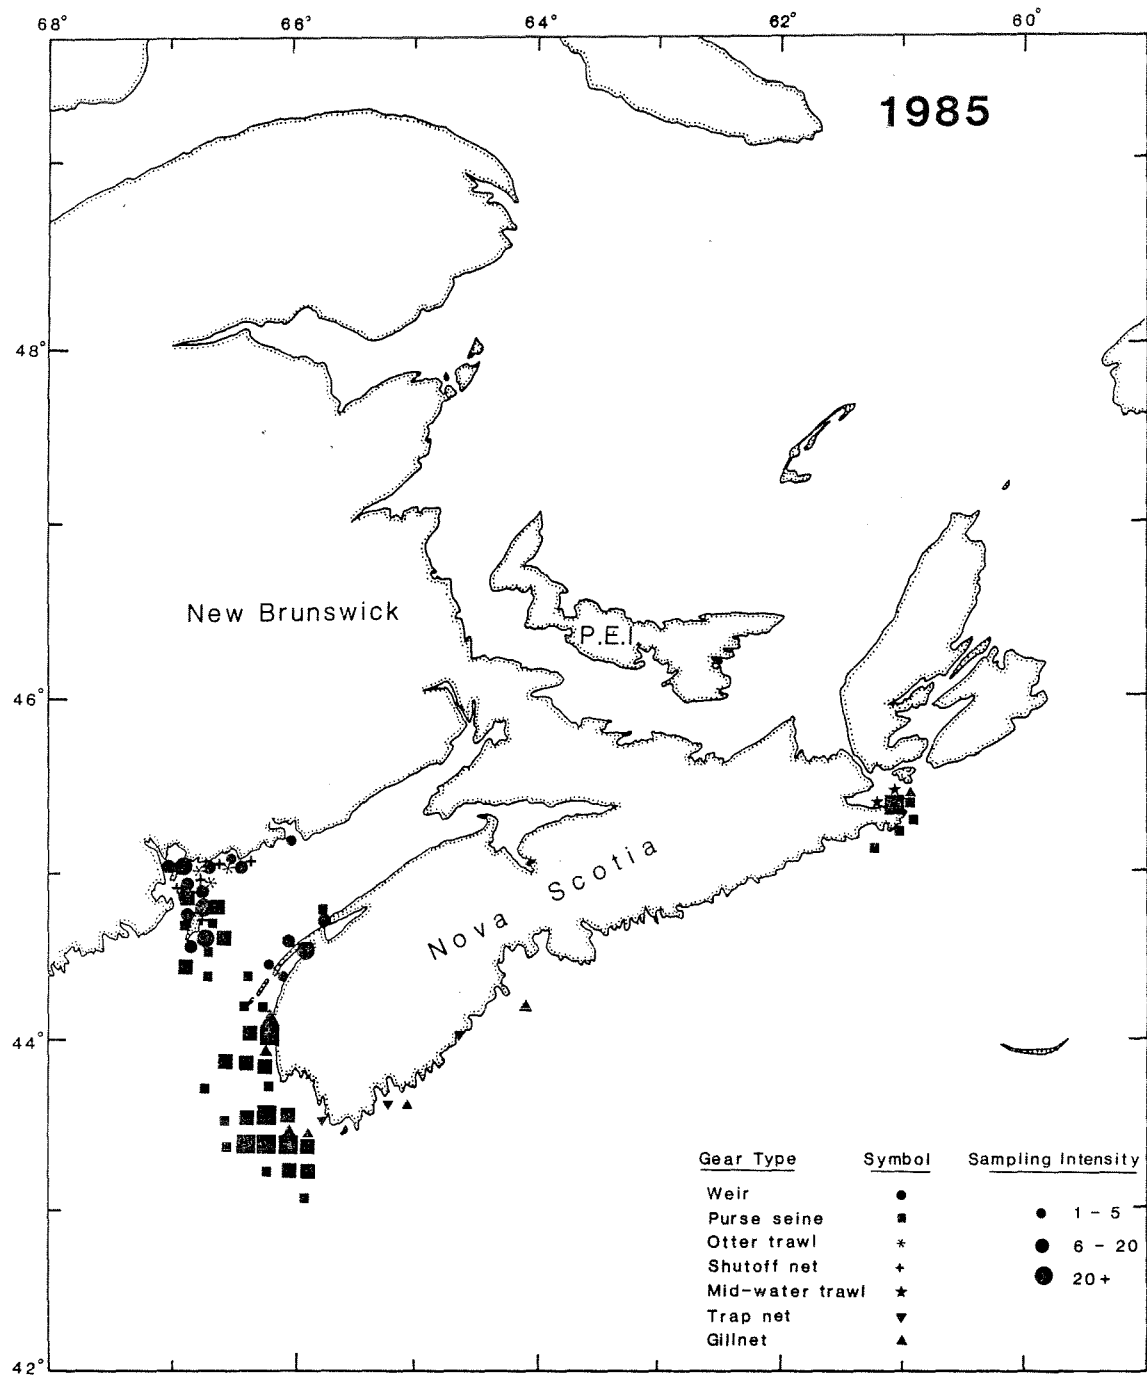 68° 66° 64° 62° 60°
1985
48°
New Brunswick
P.E.I.
46°
Nova Scotia
44°
Gear Type Symbol Sampling Intensity
Weir
Purse seine 1 - 5
Otter trawl 6 - 20
Shutoff net 20+
Mid-water trawl
Trap net
Gillnet
42°